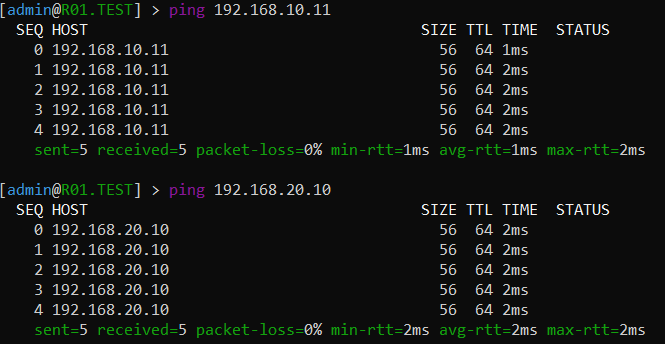 [admin@R01.TEST] > ping 192.168.10.11
SEQ HOST SIZE TTL TIME STATUS
0 192.168.10.11 56 64 1ms
1 192.168.10.11 56 64 2ms
2 192.168.10.11 56 64 2ms
3 192.168.10.11 56 64 2ms
4 192.168.10.11 56 64 2ms
sent=5 received=5 packet-loss=0% min-rtt=1ms avg-rtt=1ms max-rtt=2ms
[admin@R01.TEST] > ping 192.168.20.10
SEQ HOST SIZE TTL TIME STATUS
0 192.168.20.10 56 64 2ms
1 192.168.20.10 56 64 2ms
2 192.168.20.10 56 64 2ms
3 192.168.20.10 56 64 2ms
4 192.168.20.10 56 64 2ms
sent=5 received=5 packet-loss=0% min-rtt=2ms avg-rtt=2ms max-rtt=2ms